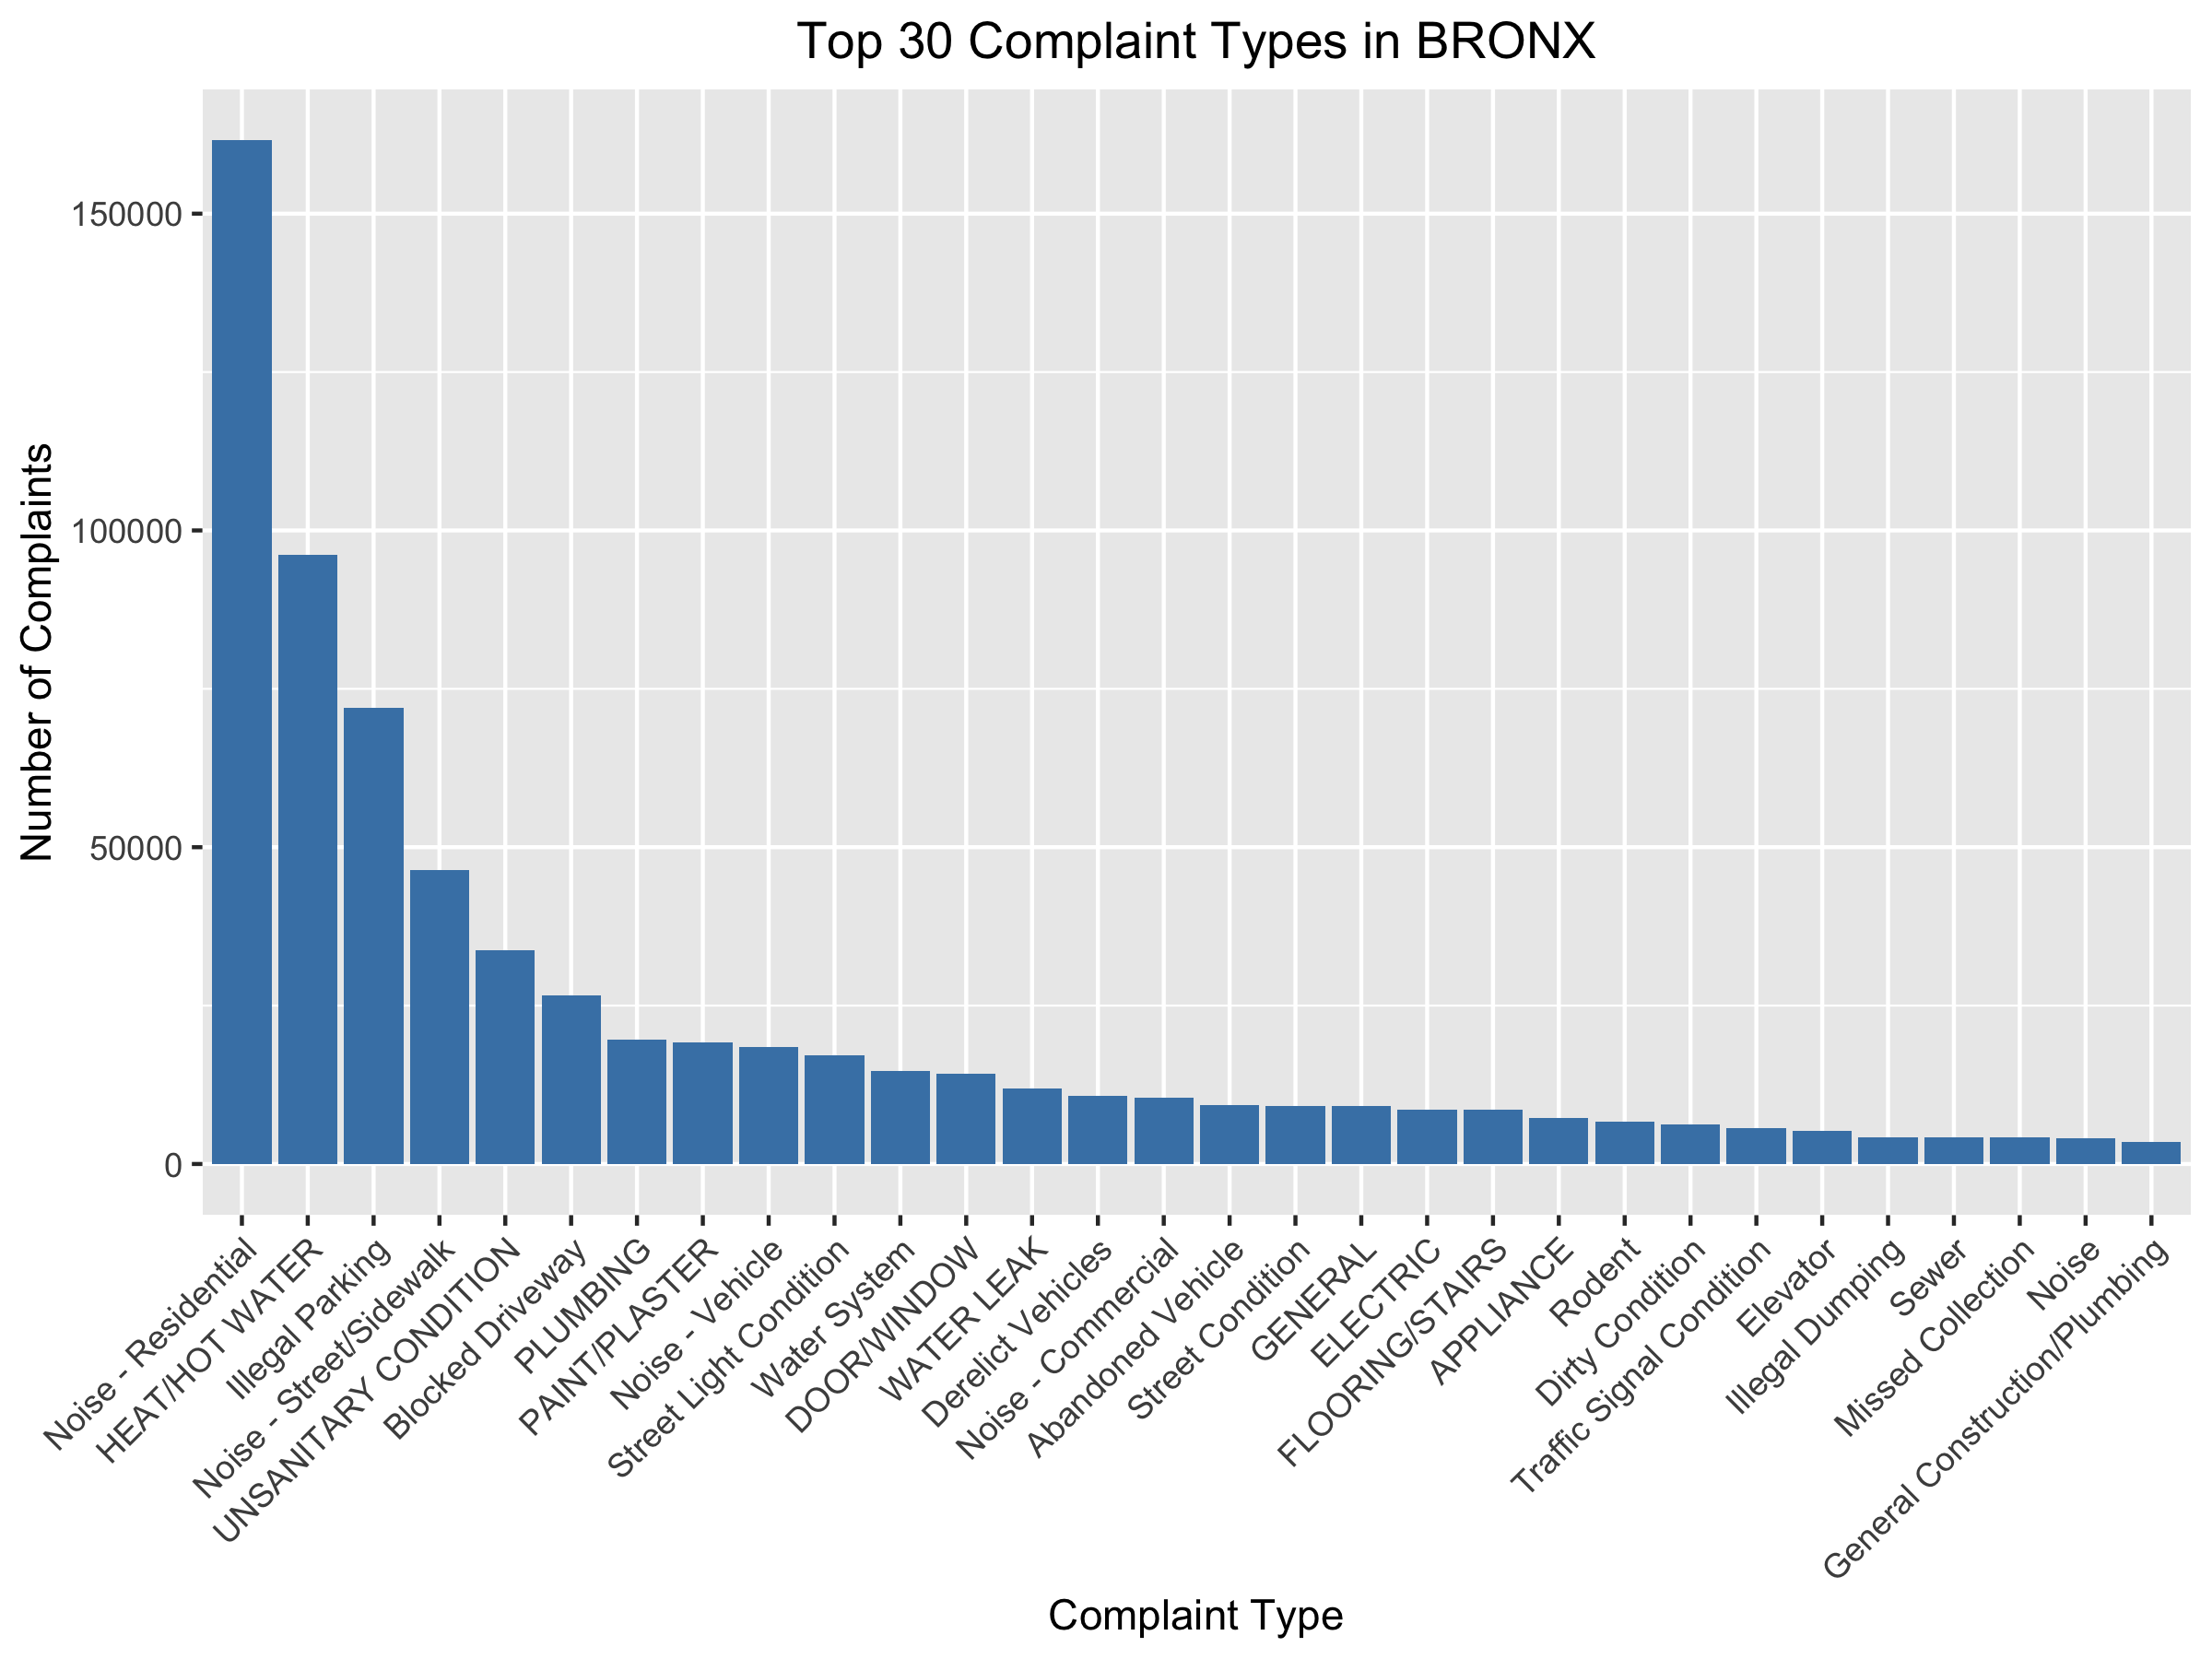 Top 30 Complaint Types in BRONX
Number of Complaints
150000
100000
50000
0
Noise - Residential
HEAT/HOT WATER
Illegal Parking
Noise - Street/Sidewalk
UNSANITARY CONDITION
Blocked Driveway
PLUMBING
PAINT/PLASTER
Noise - Vehicle
Street Light Condition
Water System
DOOR/WINDOW
WATER LEAK
Derelict Vehicles
Noise - Commercial
Abandoned Vehicle
Street Condition
GENERAL
ELECTRIC
FLOORING/STAIRS
APPLIANCE
Rodent
Dirty Condition
Traffic Signal Condition
Elevator
Illegal Dumping
Sewer
Missed Collection
Noise
General Construction/Plumbing
Complaint Type